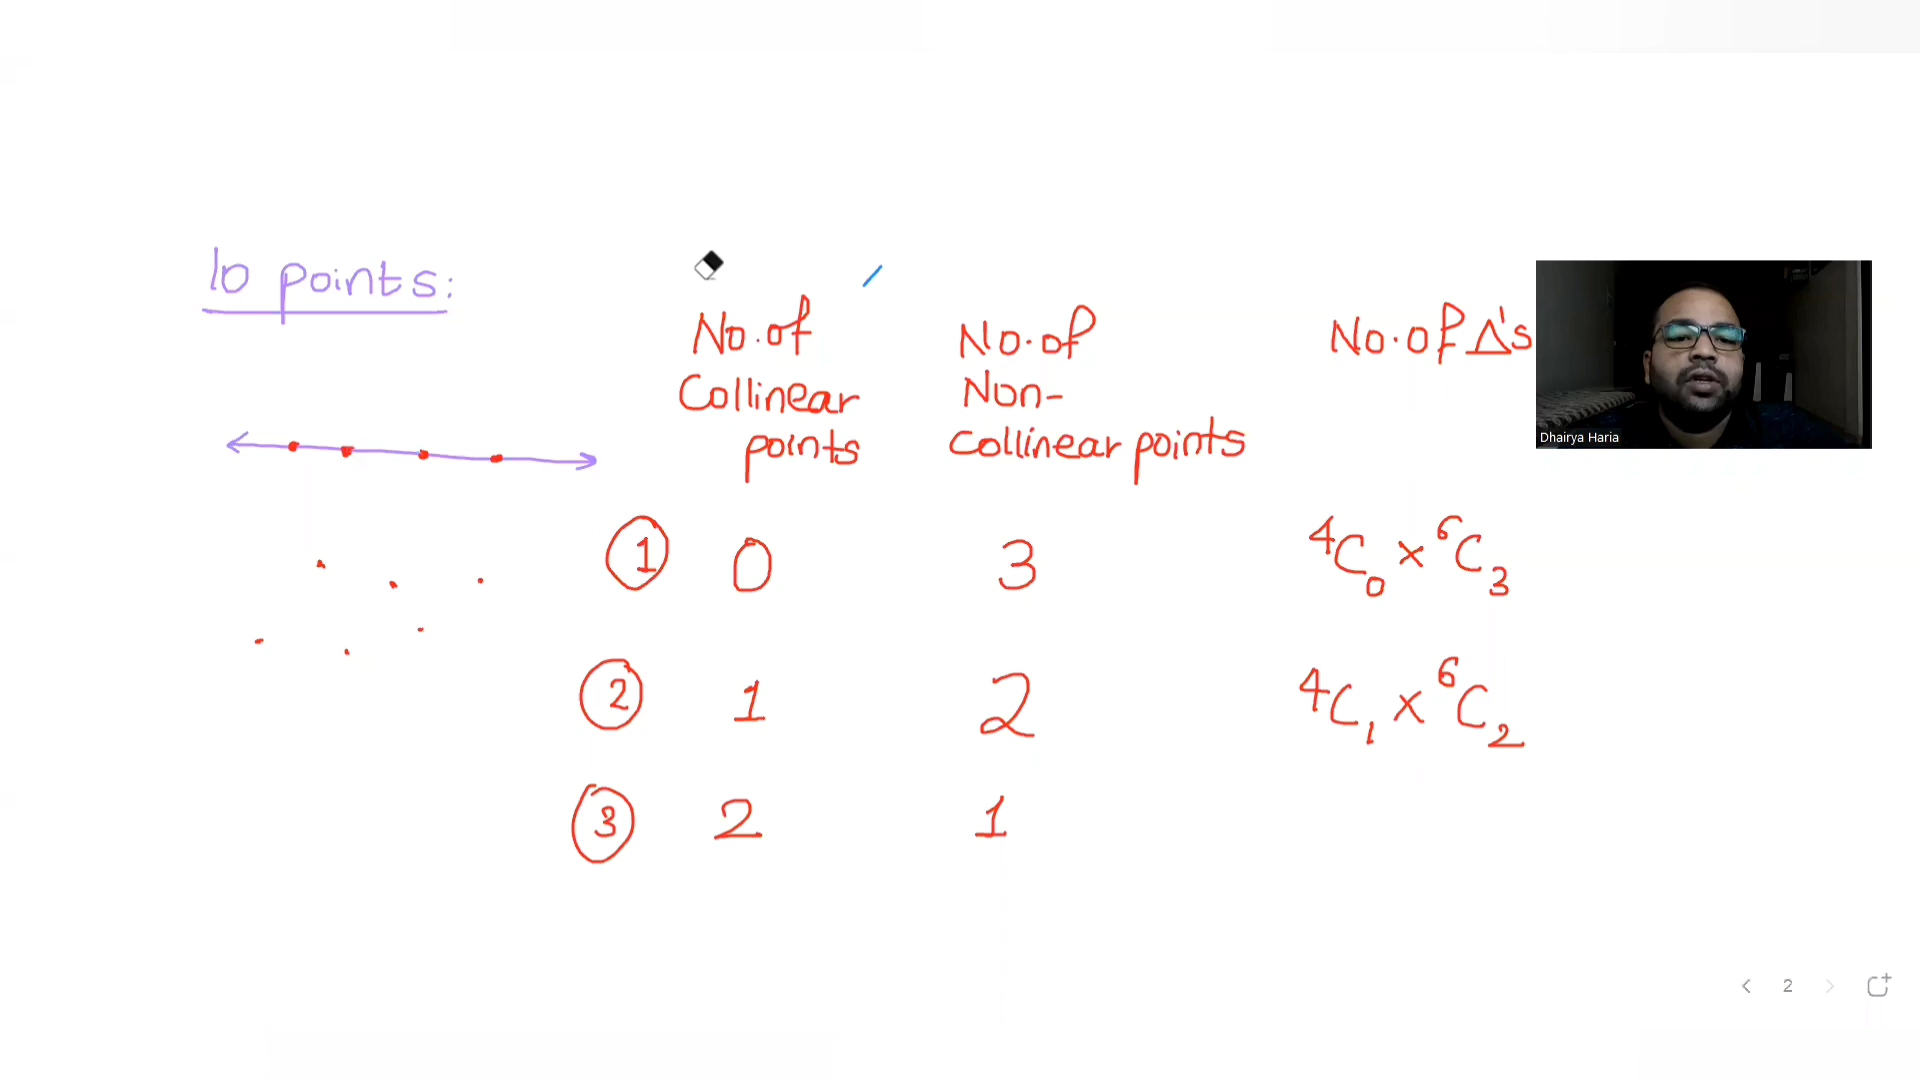 10 points:
No. of Collinear points
No. of Non- Collinear points
No. of Δ's
Dhairya Haria
① 0 3 ⁴C₀ × ⁶C₃
② 1 2 ⁴C₁ × ⁶C₂
③ 2 1
2